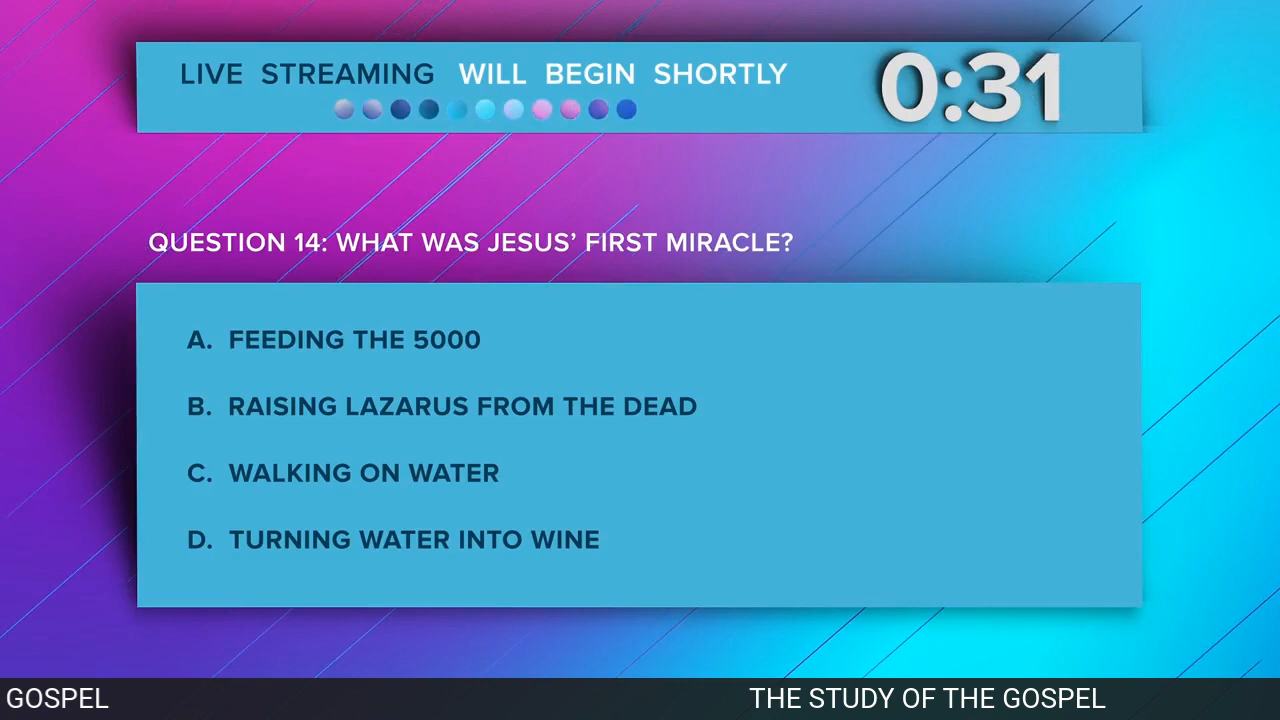 LIVE STREAMING WILL BEGIN SHORTLY
0:31
QUESTION 14: WHAT WAS JESUS’ FIRST MIRACLE?
A. FEEDING THE 5000
B. RAISING LAZARUS FROM THE DEAD
C. WALKING ON WATER
D. TURNING WATER INTO WINE
GOSPEL THE STUDY OF THE GOSPEL